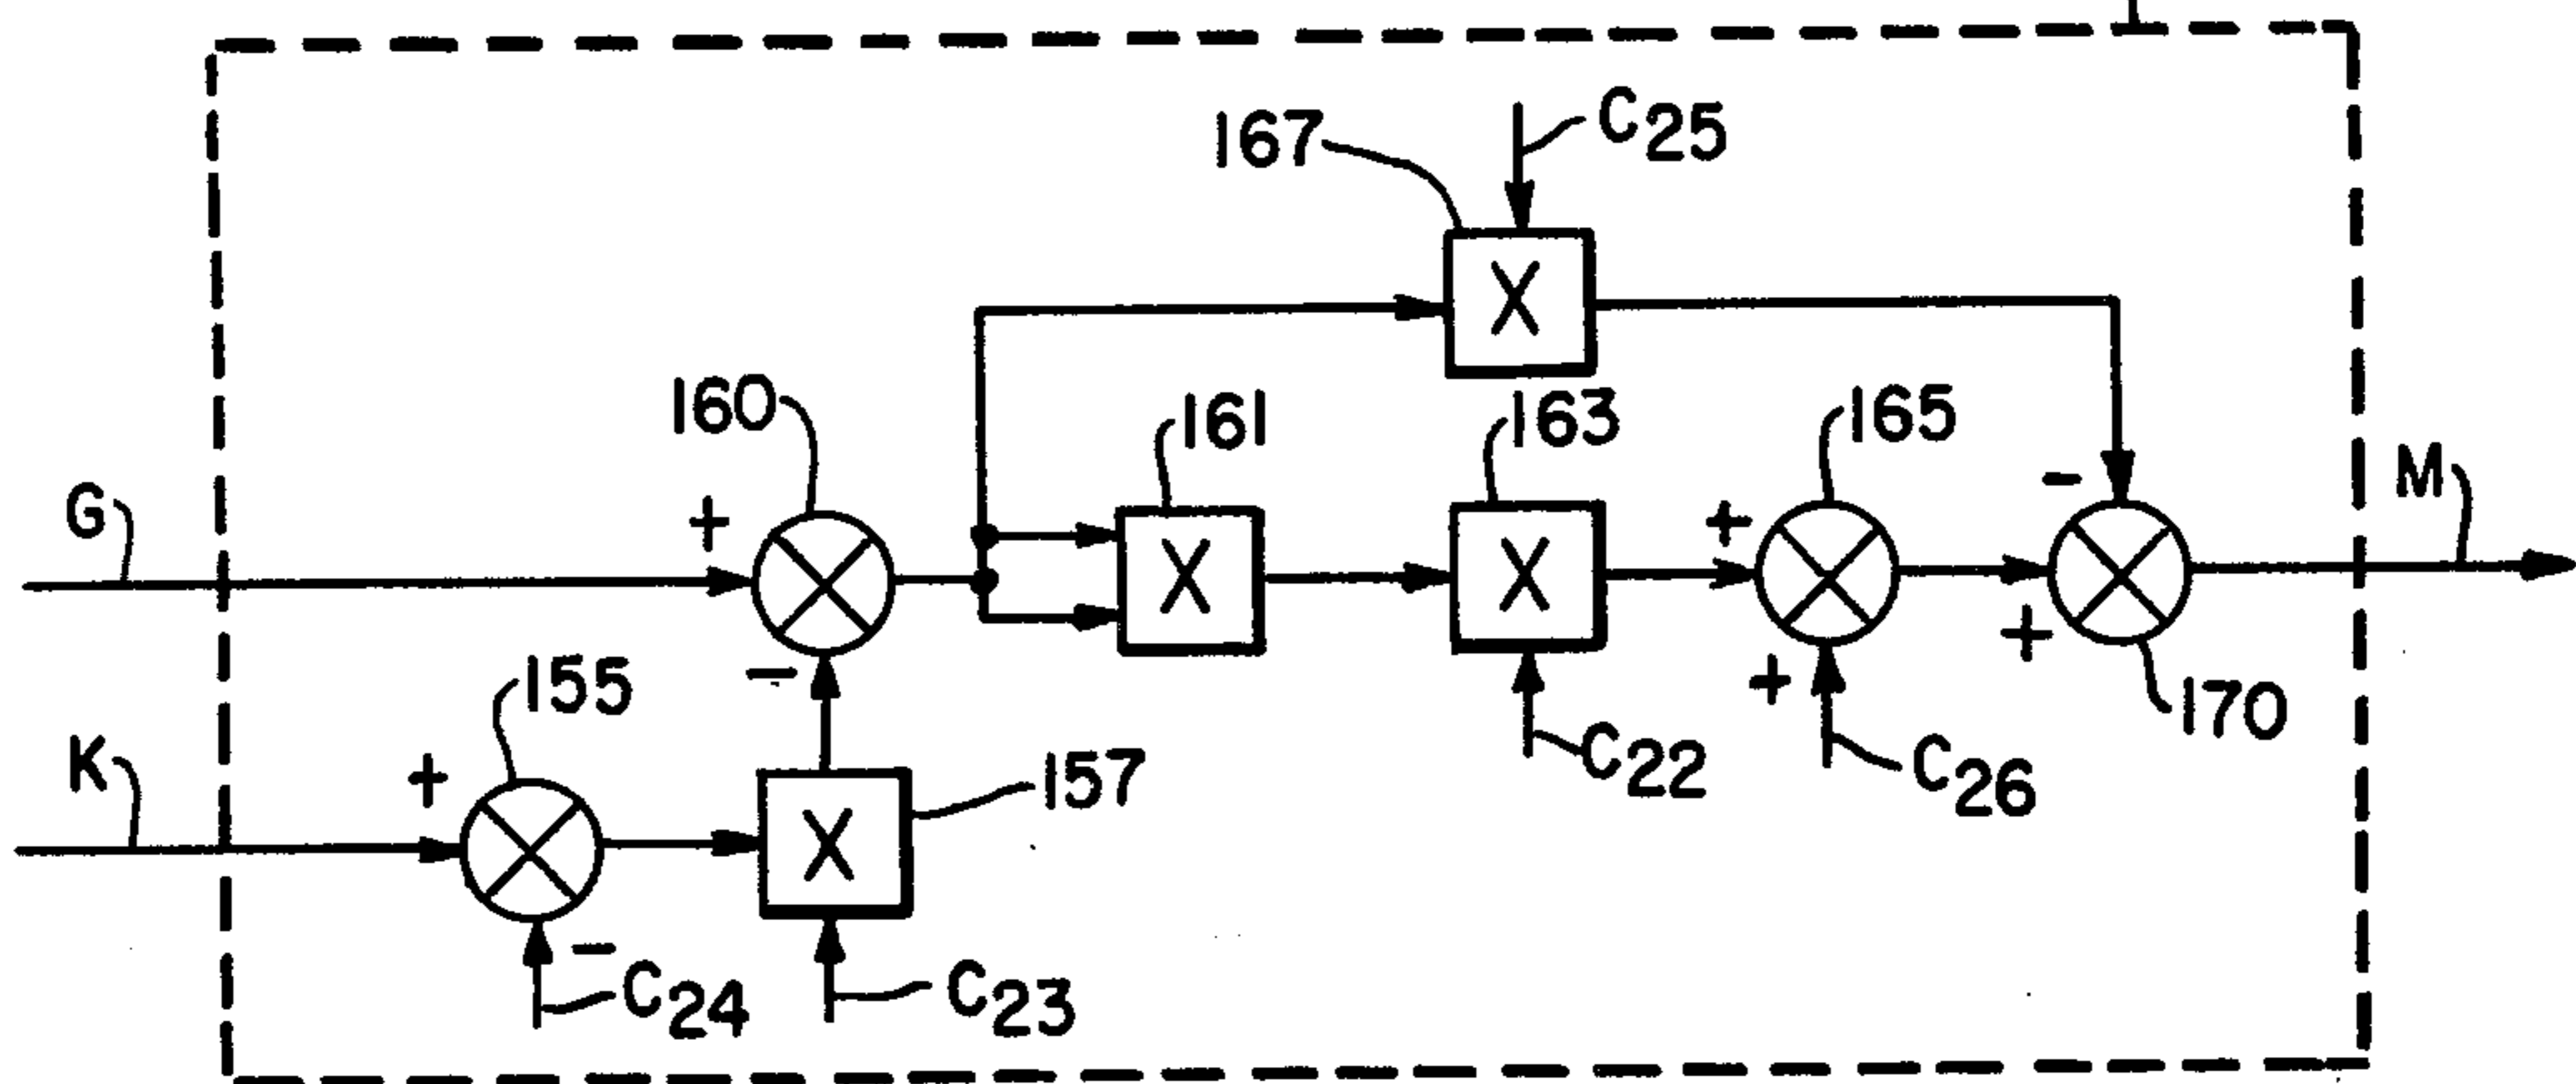 167
C25
X
160
161
163
165
G
+
+
-
M
X
X
-
+
+
K
155
+
157
C22
C26
170
X
-
C24
C23